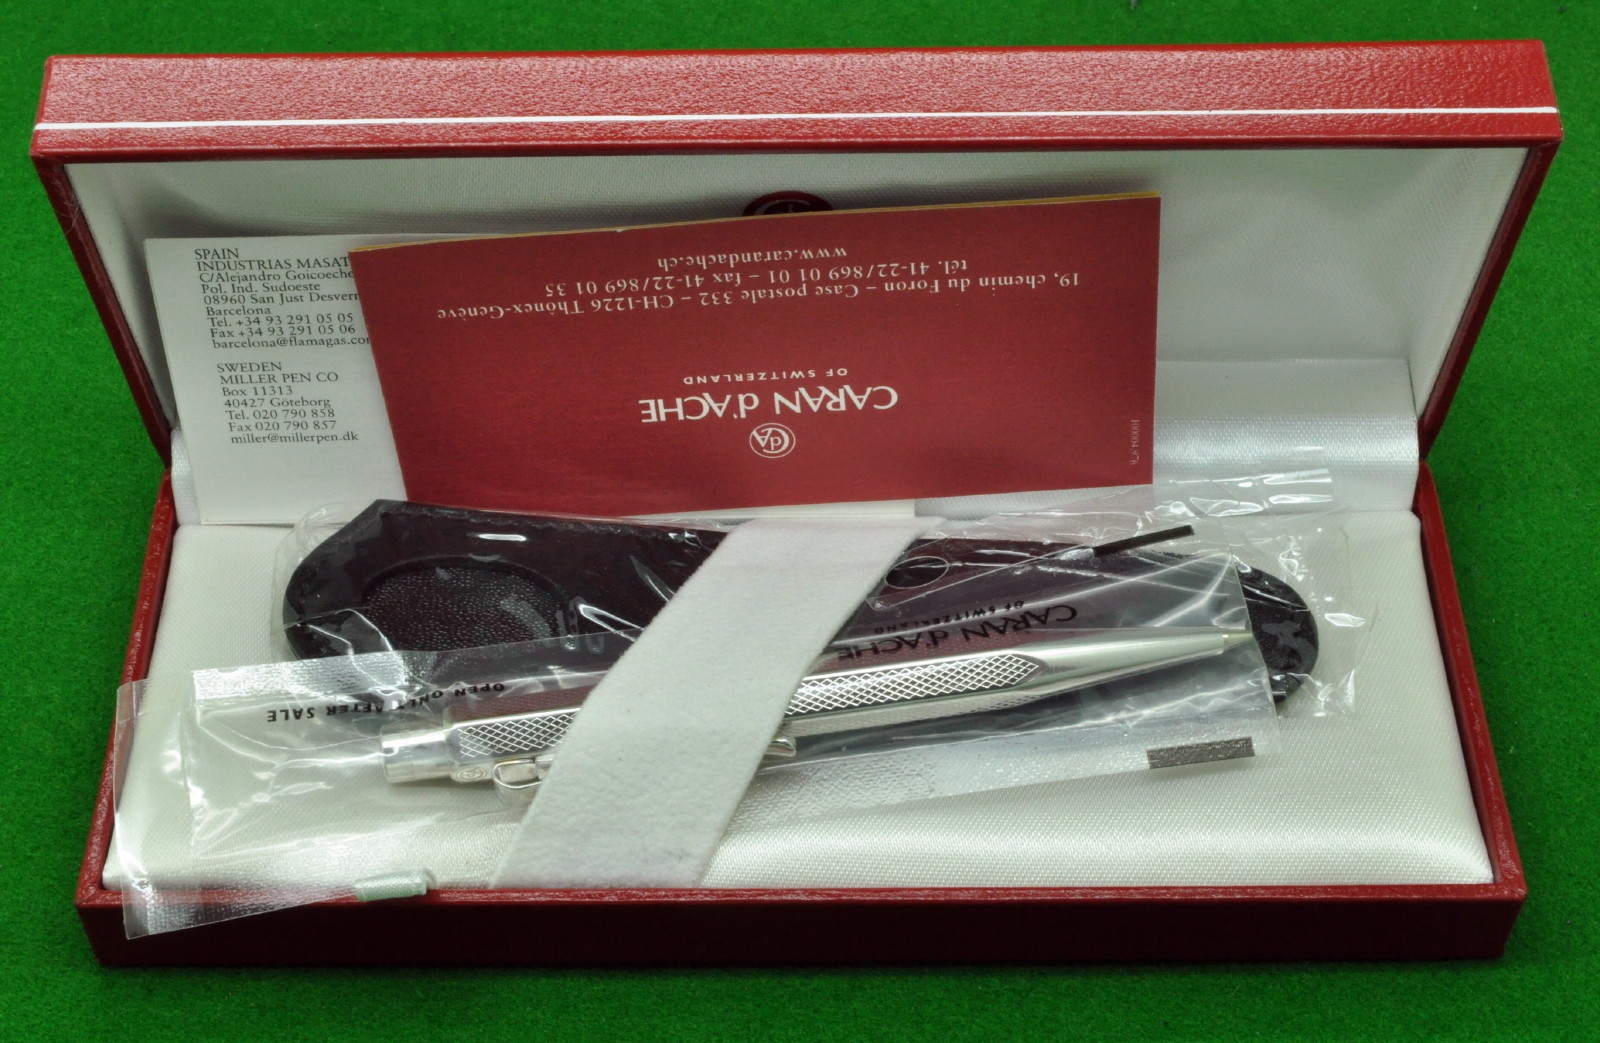 SPAIN
INDUSTRIAS MASAT
C/Alejandro Goicoeche
Pol. Ind. Sudoeste
08960 San Just Desvern
Barcelona
Tel. +34 93 291 05 05
Fax +34 93 291 05 06
barcelona@flamagas.com
SWEDEN
MILLER PEN CO
Box 11313
40427 Göteborg
Tel. 020 790 858
Fax 020 790 857
miller@millerpen.dk
CdA
CARAN d'ACHE
OF SWITZERLAND
19, chemin du Foron – Case postale 332 – CH-1226 Thônex-Genève
tél. 41-22/869 01 01 – fax 41-22/869 01 35
www.carandache.ch
CARAN d'ACHE
OF SWITZERLAND
OPEN ONLY AFTER SALE